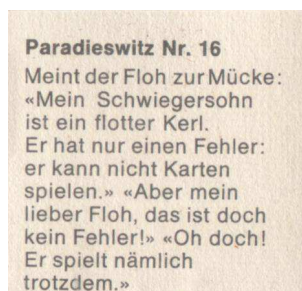 Paradieswitz Nr. 16
Meint der Floh zur Mücke:
«Mein Schwiegersohn
ist ein flotter Kerl.
Er hat nur einen Fehler:
er kann nicht Karten
spielen.» «Aber mein
lieber Floh, das ist doch
kein Fehler!» «Oh doch!
Er spielt nämlich
trotzdem.»